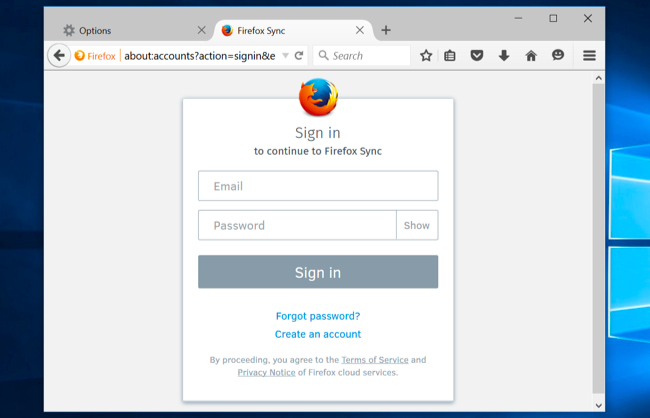 Options
Firefox Sync
Firefox
about:accounts?action=signin&e
Search
Sign in
to continue to Firefox Sync
Email
Password
Show
Sign in
Forgot password?
Create an account
By proceeding, you agree to the Terms of Service and
Privacy Notice of Firefox cloud services.